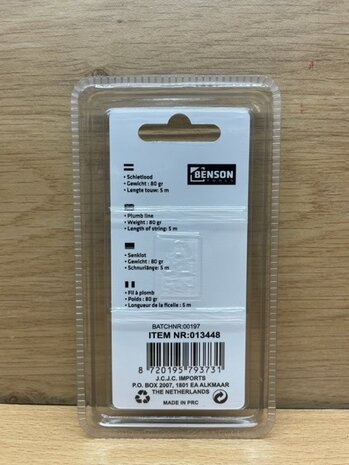 BENSON
• Schietlood
• Gewicht : 80 gr
• Lengte touw: 5 m
• Plumb line
• Weight : 80 gr
• Length of string: 5 m
• Senklot
• Gewicht : 80 gr
• Schnurlänge: 5 m
• Fil à plomb
• Poids : 80 gr
• Longueur de la ficelle : 5 m
BATCHNR:00197
ITEM NR:013448
8 720195 793731
J.C.J.C. IMPORTS
P.O. BOX 2007, 1801 EA ALKMAAR
THE NETHERLANDS
MADE IN PRC